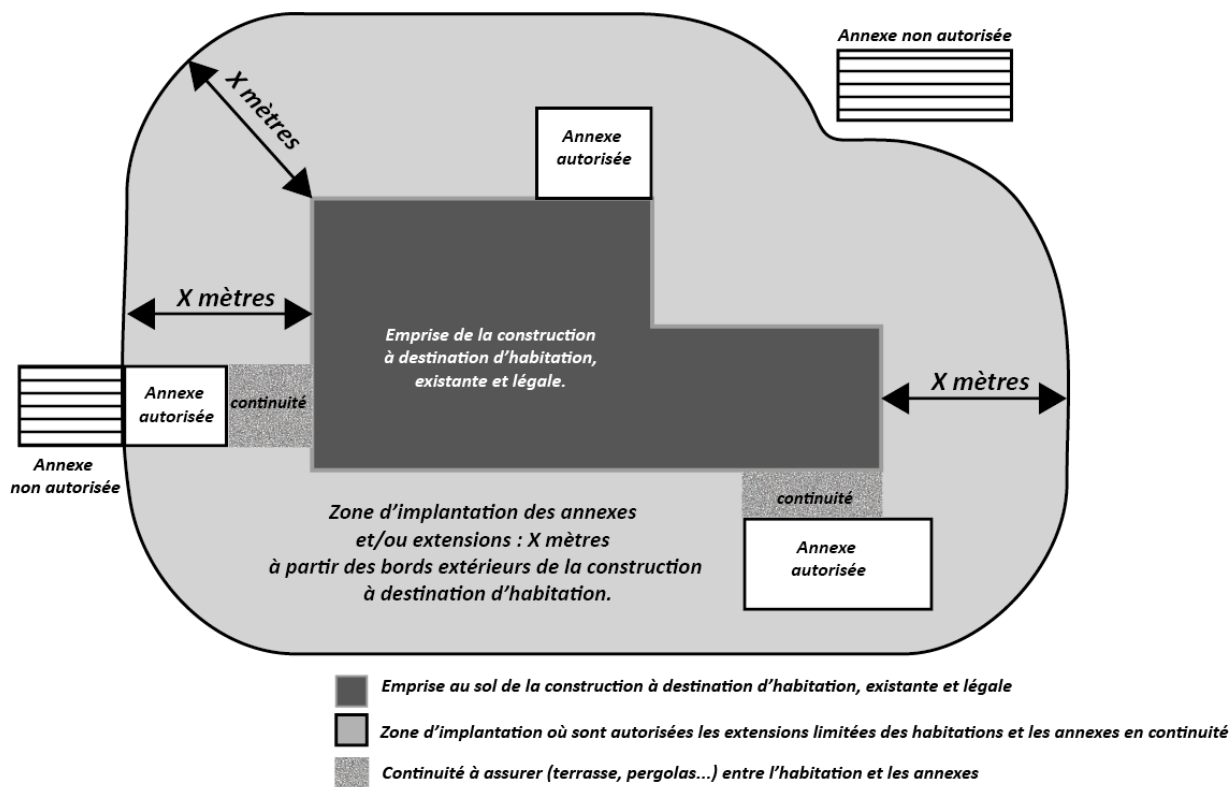 Annexe non autorisée
X mètres
Annexe
autorisée
X mètres
Emprise de la construction
à destination d’habitation,
existante et légale.
X mètres
Annexe
autorisée
continuité
Annexe
non autorisée
continuité
Zone d’implantation des annexes
et/ou extensions : X mètres
à partir des bords extérieurs de la construction
à destination d’habitation.
Annexe
autorisée
Emprise au sol de la construction à destination d’habitation, existante et légale
Zone d’implantation où sont autorisées les extensions limitées des habitations et les annexes en continuité
Continuité à assurer (terrasse, pergolas...) entre l’habitation et les annexes